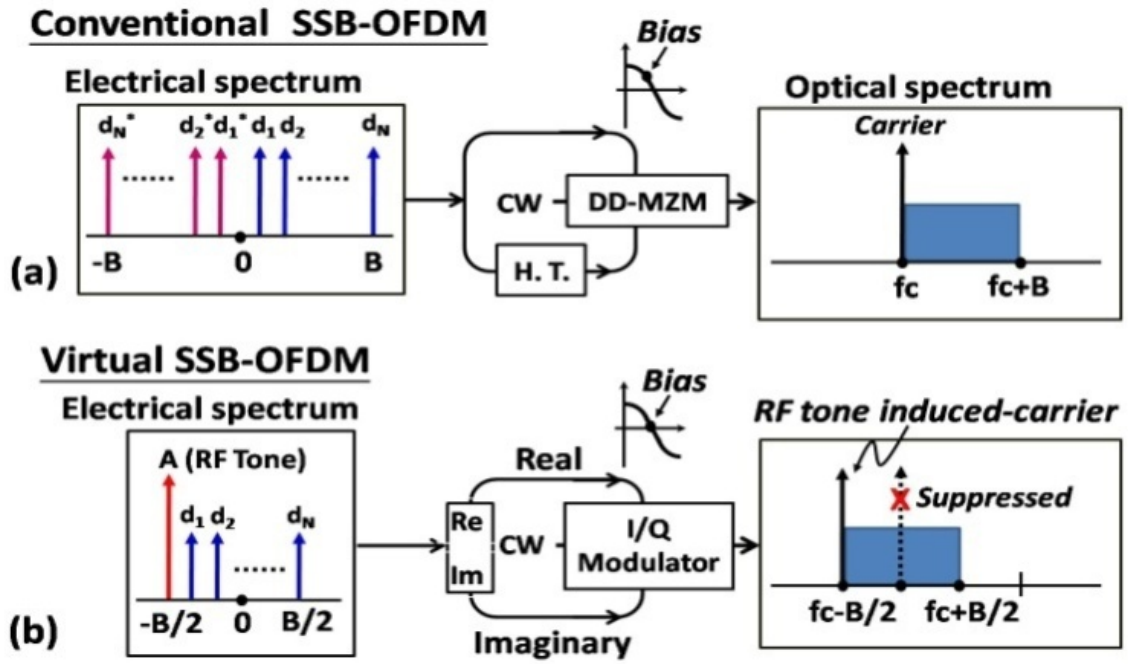 Conventional SSB-OFDM
Electrical spectrum
dN* d2* d1* d1 d2 dN
-B 0 B
(a)
Bias
CW
DD-MZM
H. T.
Optical spectrum
Carrier
fc fc+B
Virtual SSB-OFDM
Electrical spectrum
A (RF Tone)
d1 d2 dN
-B/2 0 B/2
(b)
Bias
Real
Re
Im
CW
I/Q
Modulator
Imaginary
RF tone induced-carrier
X Suppressed
fc-B/2 fc+B/2